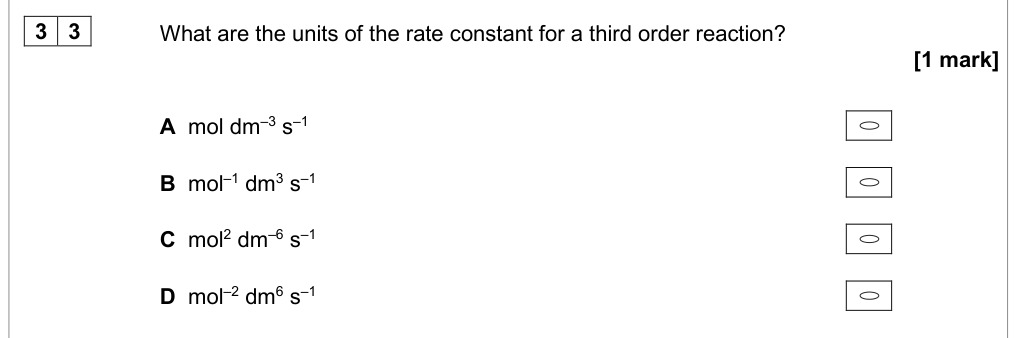 3 3 What are the units of the rate constant for a third order reaction?
[1 mark]
A mol dm⁻³ s⁻¹
B mol⁻¹ dm³ s⁻¹
C mol² dm⁻⁶ s⁻¹
D mol⁻² dm⁶ s⁻¹